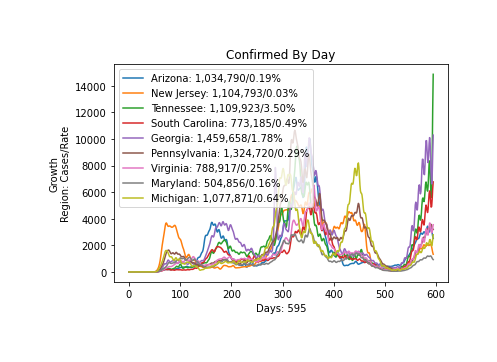 Confirmed By Day
Growth
Region: Cases/Rate
14000
12000
10000
8000
6000
4000
2000
0
Arizona: 1,034,790/0.19%
New Jersey: 1,104,793/0.03%
Tennessee: 1,109,923/3.50%
South Carolina: 773,185/0.49%
Georgia: 1,459,658/1.78%
Pennsylvania: 1,324,720/0.29%
Virginia: 788,917/0.25%
Maryland: 504,856/0.16%
Michigan: 1,077,871/0.64%
0 100 200 300 400 500 600
Days: 595